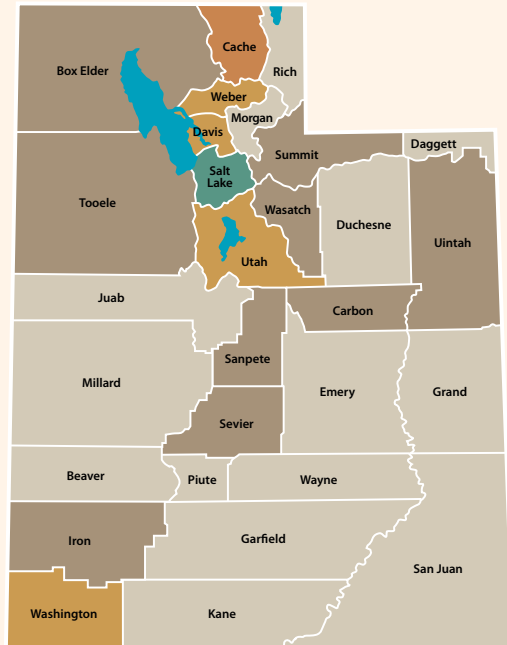 Cache
Box Elder
Rich
Weber
Morgan
Davis
Daggett
Summit
Salt
Lake
Tooele
Wasatch
Duchesne
Uintah
Utah
Juab
Carbon
Sanpete
Millard
Emery
Grand
Sevier
Beaver
Piute
Wayne
Iron
Garfield
San Juan
Washington
Kane